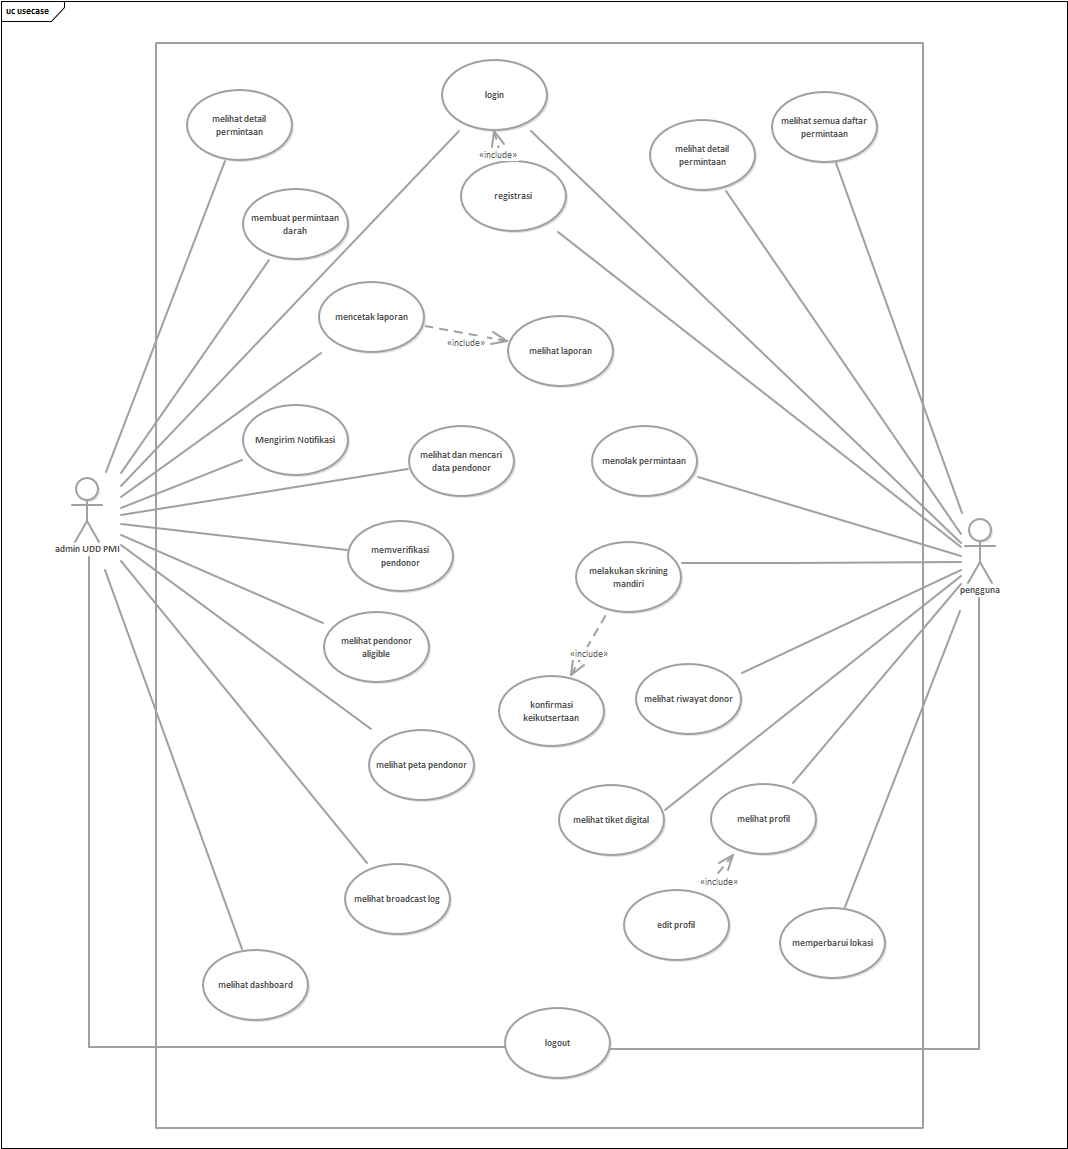 uc usecase
login
melihat detail
permintaan
melihat semua daftar
permintaan
melihat detail
permintaan
«include»
registrasi
membuat permintaan
darah
mencetak laporan
«include»
melihat laporan
Mengirim Notifikasi
melihat dan mencari
data pendonor
menolak permintaan
admin UDD PMI
memverifikasi
pendonor
melakukan skrining
mandiri
pengguna
melihat pendonor
aligible
«include»
konfirmasi
keikutsertaan
melihat riwayat donor
melihat peta pendonor
melihat tiket digital
melihat profil
«include»
melihat broadcast log
edit profil
memperbarui lokasi
melihat dashboard
logout